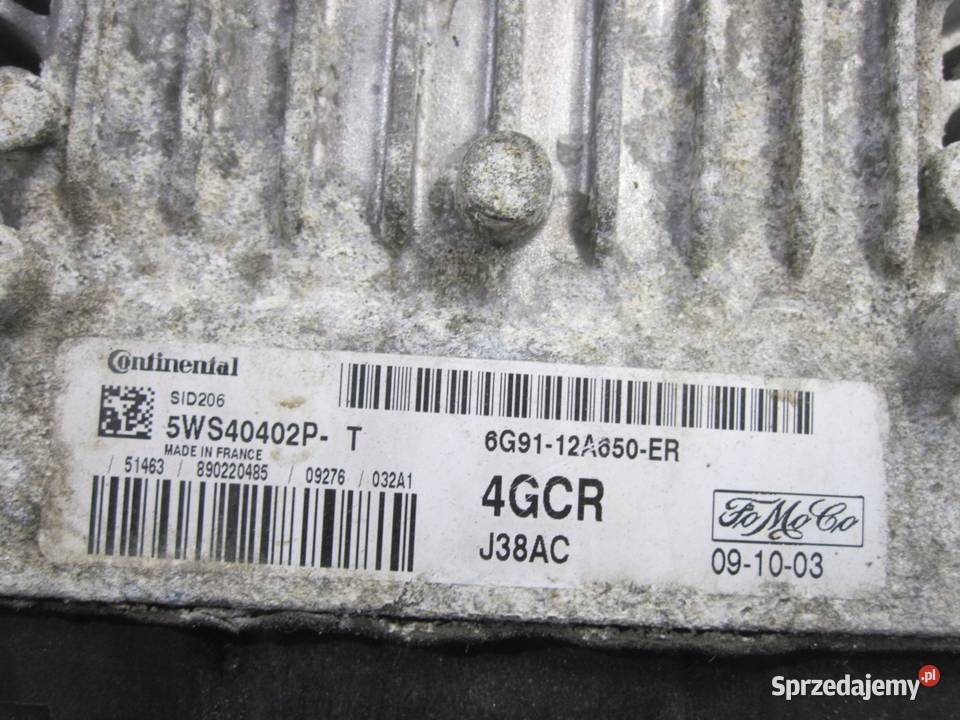 Continental
SID206
5WS40402P- T
MADE IN FRANCE
/ 51463 / 890220485 / 09276 / 032A1
6G91-12A650-ER
4GCR
J38AC
FoMoCo
09-10-03
Sprzedajemy.pl